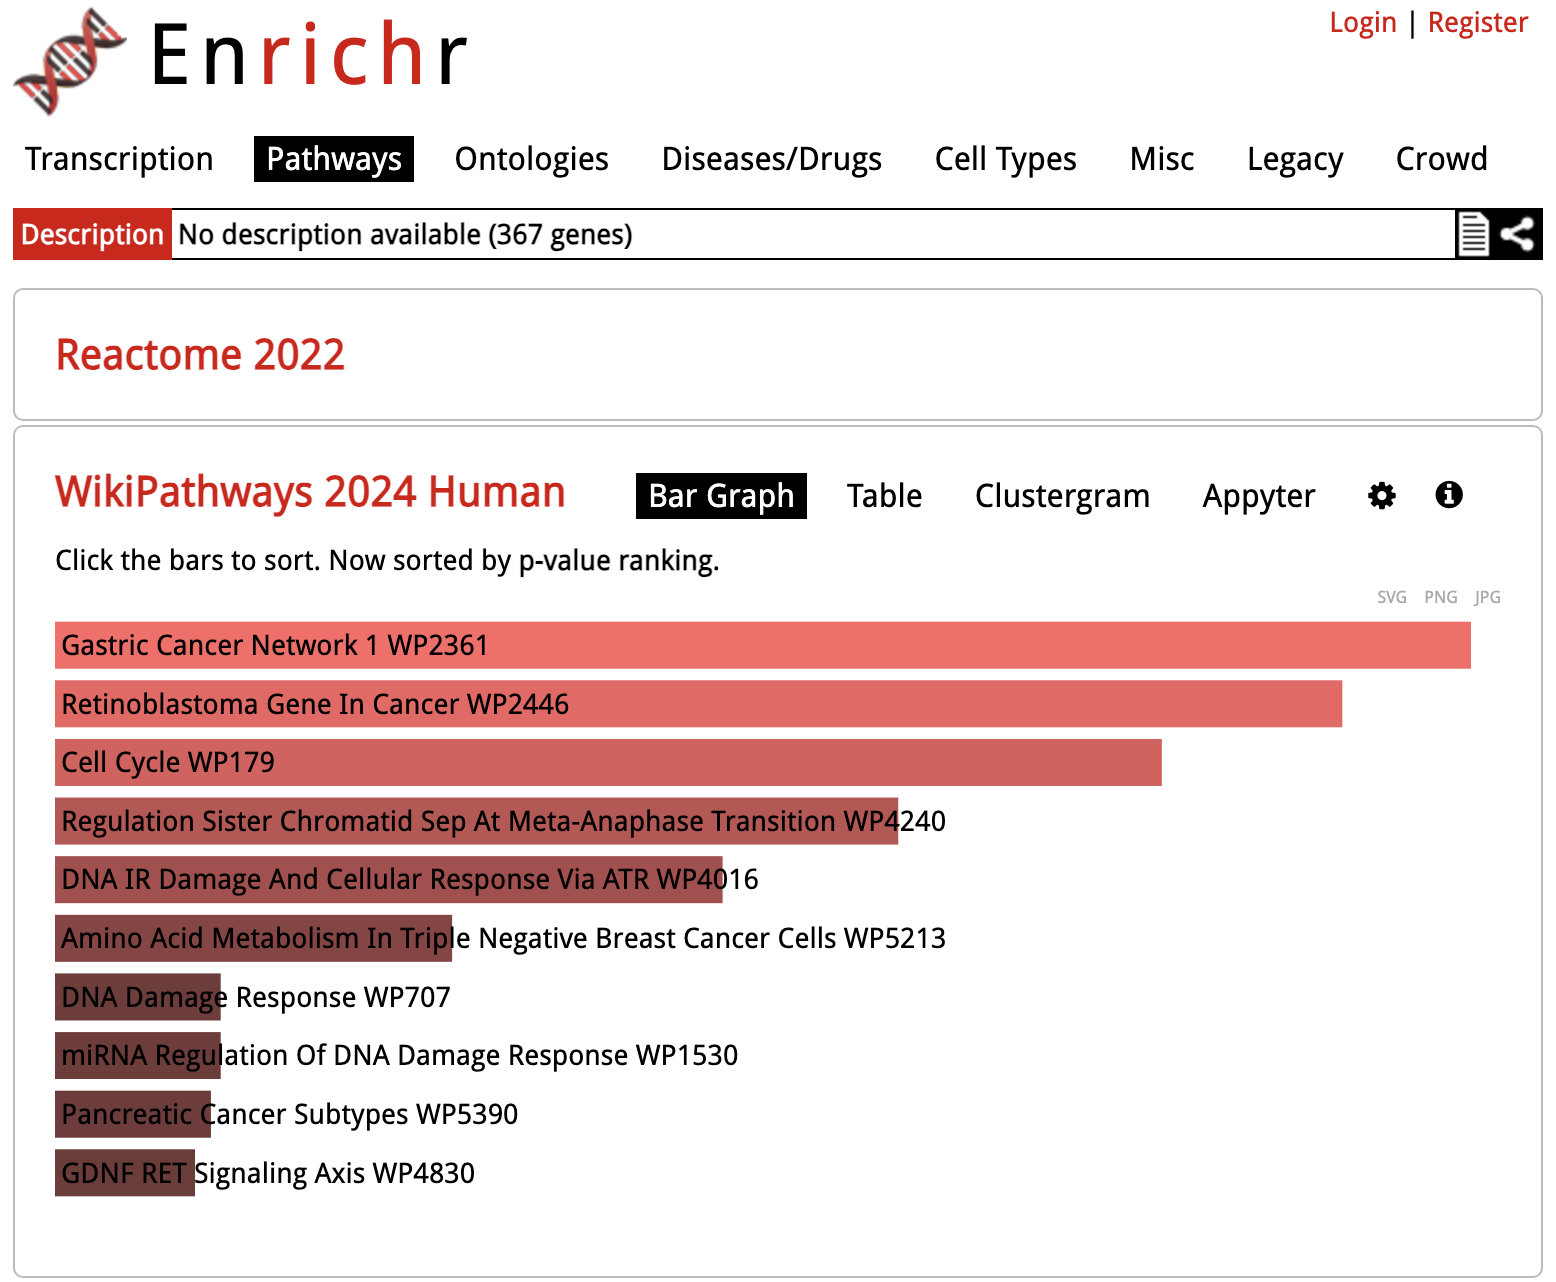 Enrichr
Login | Register
Transcription Pathways Ontologies Diseases/Drugs Cell Types Misc Legacy Crowd
Description No description available (367 genes)
Reactome 2022
WikiPathways 2024 Human Bar Graph Table Clustergram Appyter
Click the bars to sort. Now sorted by p-value ranking.
SVG PNG JPG
Gastric Cancer Network 1 WP2361
Retinoblastoma Gene In Cancer WP2446
Cell Cycle WP179
Regulation Sister Chromatid Sep At Meta-Anaphase Transition WP4240
DNA IR Damage And Cellular Response Via ATR WP4016
Amino Acid Metabolism In Triple Negative Breast Cancer Cells WP5213
DNA Damage Response WP707
miRNA Regulation Of DNA Damage Response WP1530
Pancreatic Cancer Subtypes WP5390
GDNF RET Signaling Axis WP4830